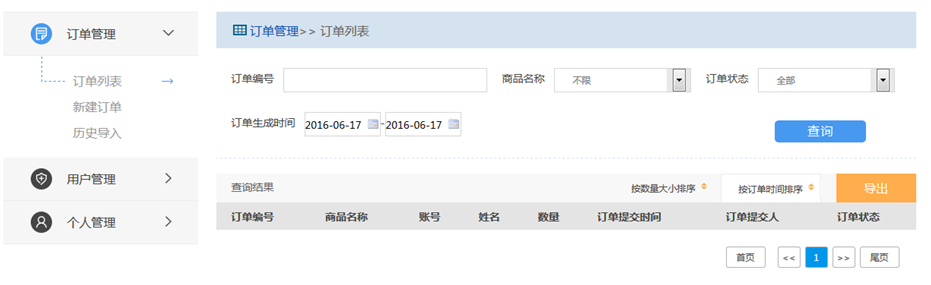 订单管理
订单列表
新建订单
历史导入
用户管理
个人管理
订单管理>> 订单列表
订单编号 商品名称 不限 订单状态 全部
订单生成时间 2016-06-17 - 2016-06-17 查询
查询结果 按数量大小排序 按订单时间排序 导出
订单编号 商品名称 账号 姓名 数量 订单提交时间 订单提交人 订单状态
首页 << 1 >> 尾页